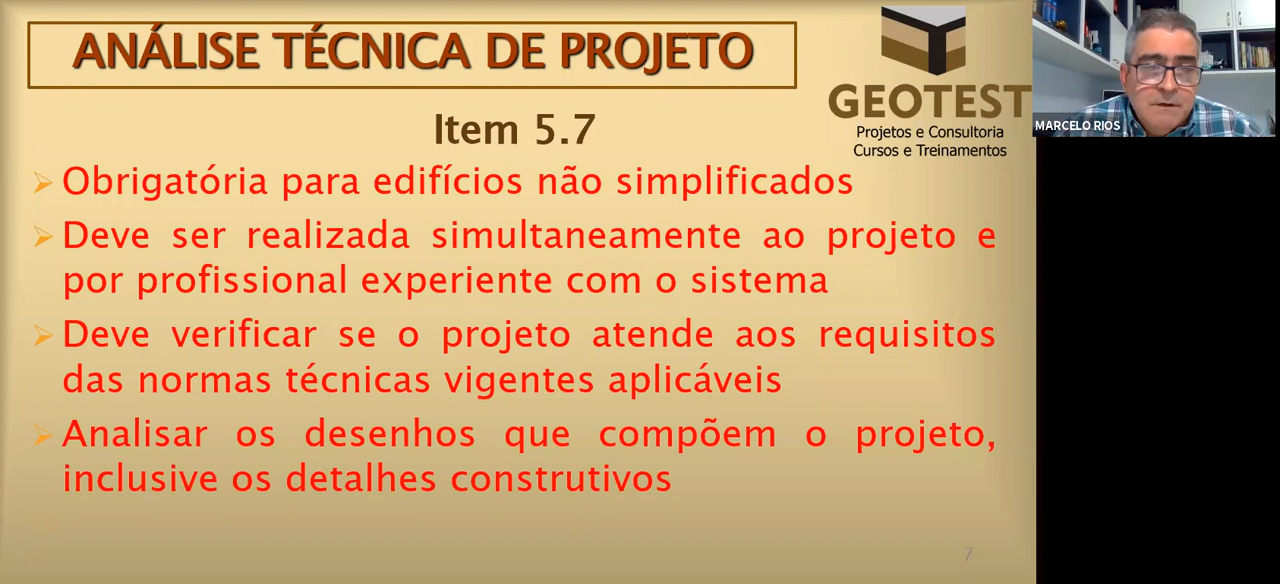 ANÁLISE TÉCNICA DE PROJETO
GEOTEST
Projetos e Consultoria
Cursos e Treinamentos
MARCELO RIOS
Item 5.7
Obrigatória para edifícios não simplificados
Deve ser realizada simultaneamente ao projeto e
por profissional experiente com o sistema
Deve verificar se o projeto atende aos requisitos
das normas técnicas vigentes aplicáveis
Analisar os desenhos que compõem o projeto,
inclusive os detalhes construtivos
7